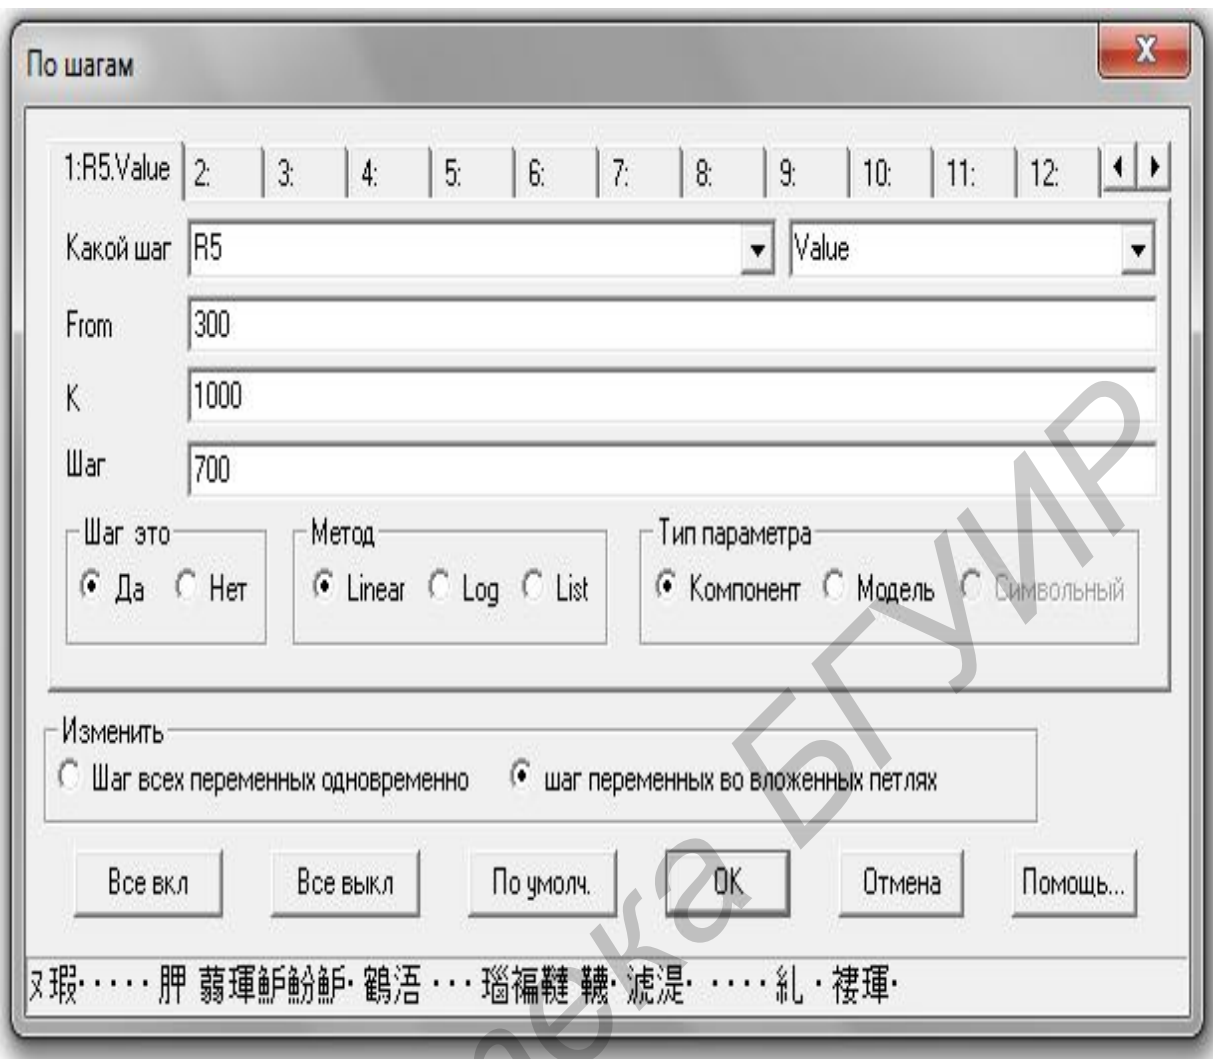 По шагам
1:R5.Value 2: 3: 4: 5: 6: 7: 8: 9: 10: 11: 12:
Какой шаг R5 Value
From 300
К 1000
Шаг 700
Шаг это Метод Тип параметра
Да Нет Linear Log List Компонент Модель Символьный
Изменить
Шаг всех переменных одновременно шаг переменных во вложенных петлях
Все вкл Все выкл По умолч. OK Отмена Помощь...
ека БГУИР